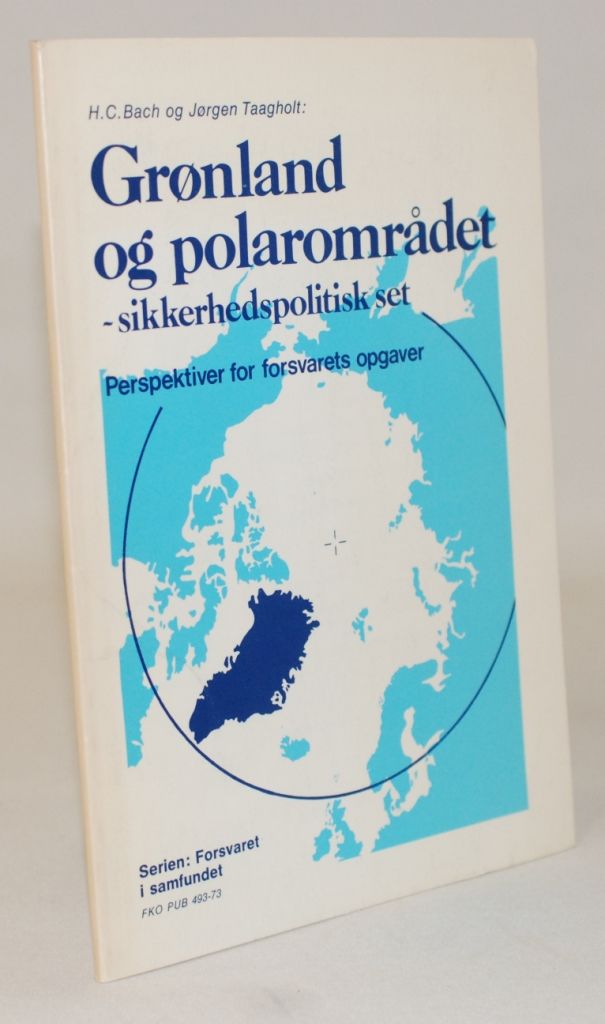 H.C.Bach og Jørgen Taagholt:
Grønland
og polarområdet
- sikkerhedspolitisk set
Perspektiver for forsvarets opgaver
Serien: Forsvaret
i samfundet
FKO PUB 493-73